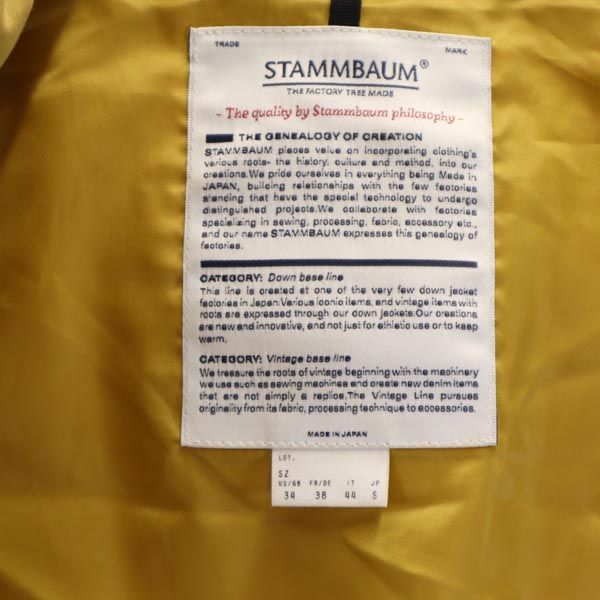 TRADE MARK
STAMMBAUM®
THE FACTORY TREE MADE
- The quality by Stammbaum philosophy -
THE GENEALOGY OF CREATION
STAMMBAUM places value on incorporating clothing's
various roots- the history, culture and method, into our
creations.We pride ourselves in everything being Made in
JAPAN, building relationships with the few factories
standing that have the special technology to undergo
distinguished projects.We collaborate with factories
specializing in sewing, processing, fabric, accessory etc.,
and our name STAMMBAUM expresses this genealogy of
factories.
CATEGORY: Down base line
This line is created at one of the very few down jacket
factories in Japan.Various iconic items, and vintage items with
roots are expressed through our down jackets.Our creations
are new and innovative, and not just for athletic use or to keep
warm.
CATEGORY: Vintage base line
We treasure the roots of vintage beginning with the machinery
we use such as sewing machines and create new denim items
that are not simply a replica.The Vintage Line pursues
originality from its fabric, processing technique to accessories.
MADE IN JAPAN
LOT.
SZ
US/GB FR/DE IT JP
34 38 44 S